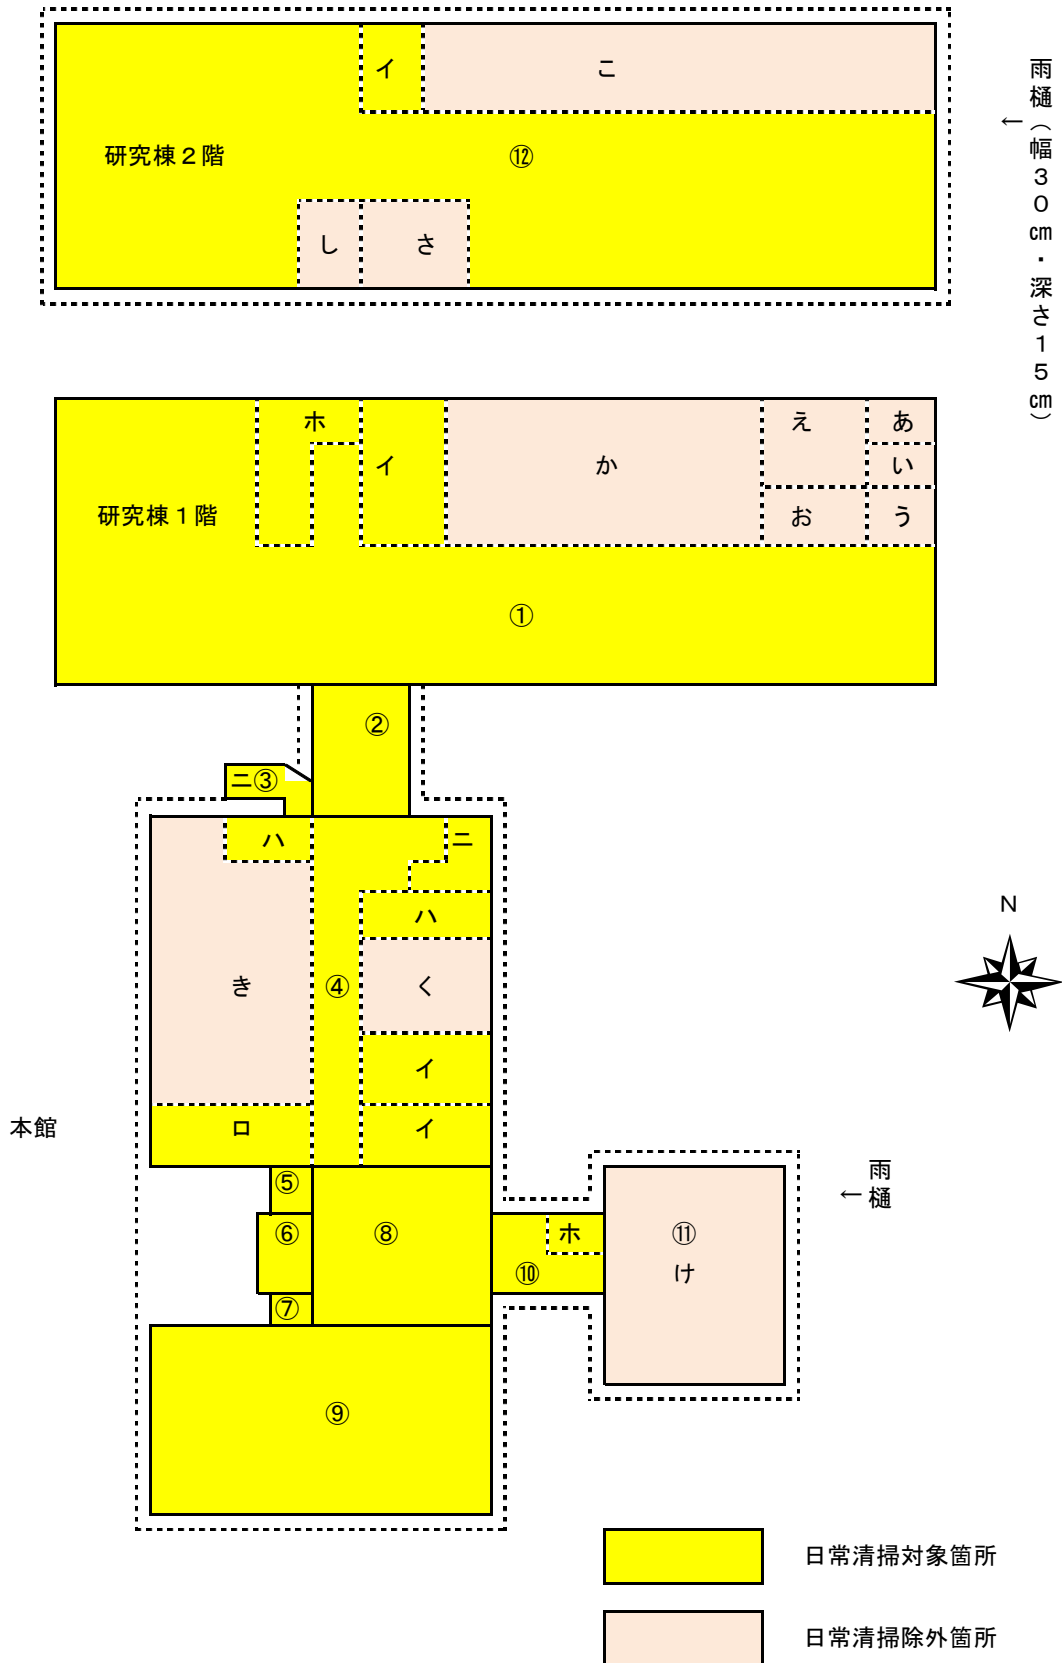 イ
こ
研究棟２階
⑫
し
さ
雨樋（幅３０㎝・深さ１５㎝）
←
ホ
イ
か
え
あ
い
お
う
研究棟１階
①
②
ニ③
ハ
ニ
ハ
き
④
く
イ
ロ
イ
N
本館
⑤
⑥
⑦
⑧
ホ
⑩
⑪
け
←
雨樋
⑨
日常清掃対象箇所
日常清掃除外箇所